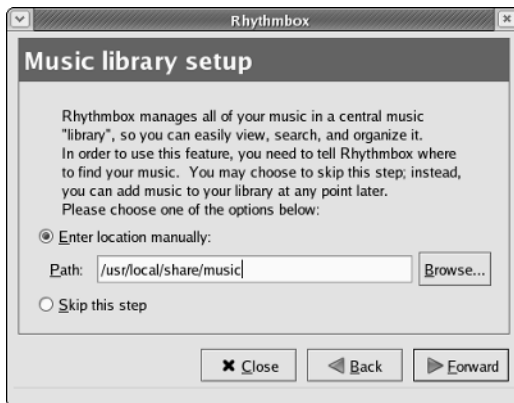 Rhythmbox
Music library setup
Rhythmbox manages all of your music in a central music
"library", so you can easily view, search, and organize it.
In order to use this feature, you need to tell Rhythmbox where
to find your music. You may choose to skip this step; instead,
you can add music to your library at any point later.
Please choose one of the options below:
Enter location manually:
Path: /usr/local/share/music Browse...
Skip this step
Close Back Forward